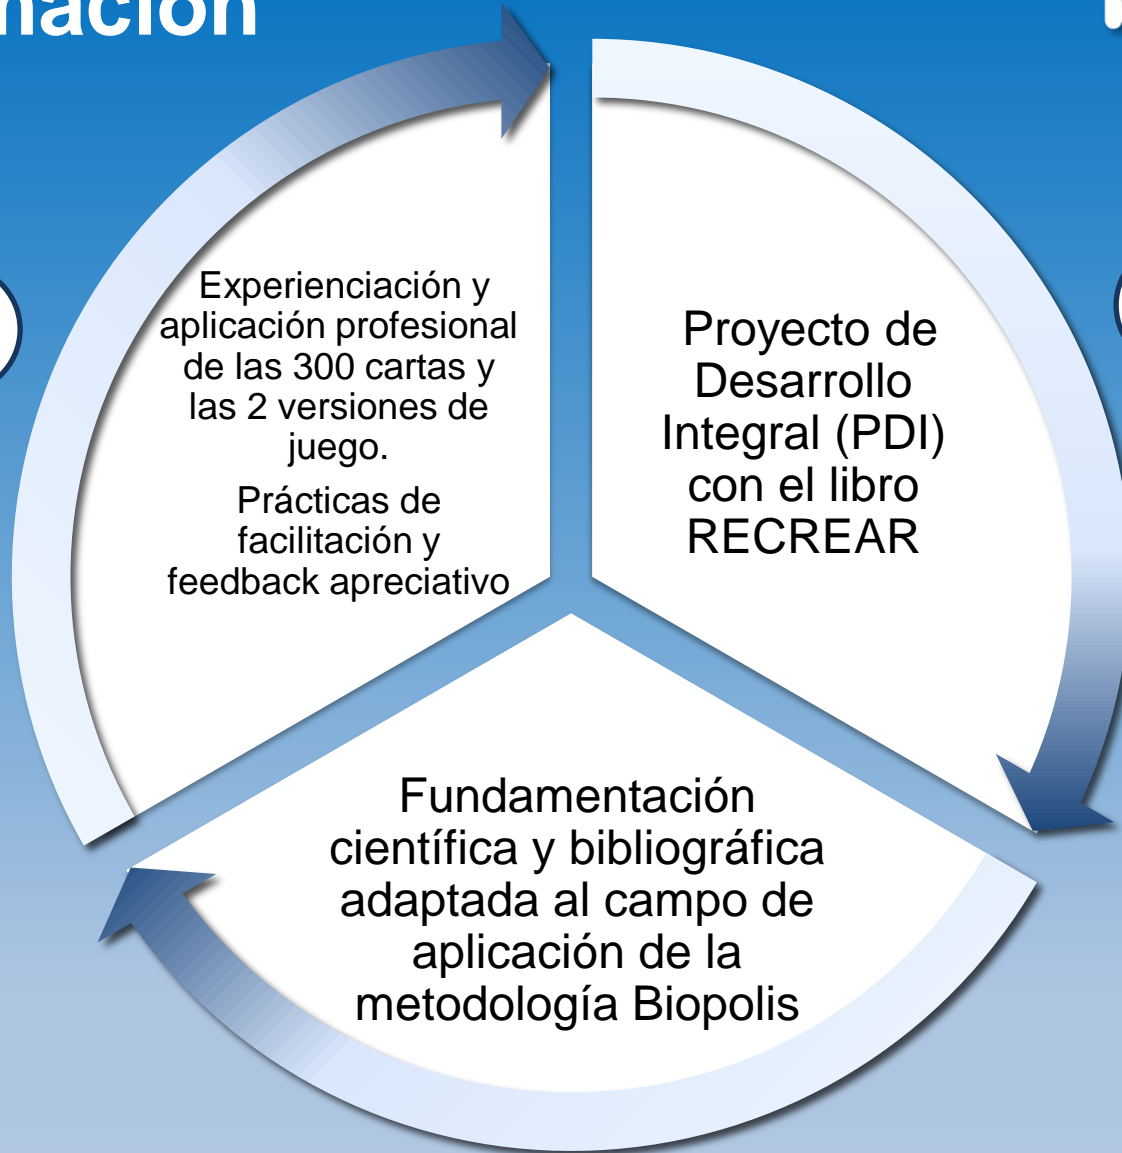 Experienciación y
aplicación profesional
de las 300 cartas y
las 2 versiones de
juego.
Prácticas de
facilitación y
feedback apreciativo
Proyecto de
Desarrollo
Integral (PDI)
con el libro
RECREAR
Fundamentación
científica y bibliográfica
adaptada al campo de
aplicación de la
metodología Biopolis